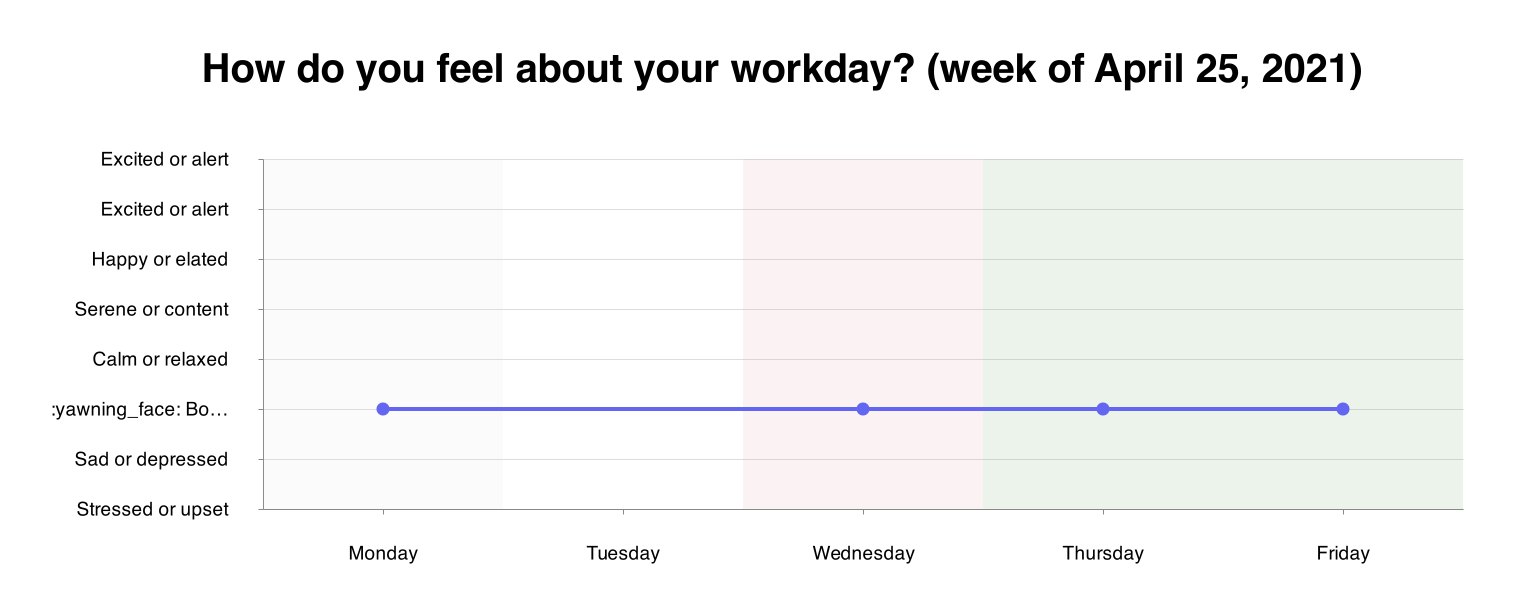 How do you feel about your workday? (week of April 25, 2021)
Excited or alert
Excited or alert
Happy or elated
Serene or content
Calm or relaxed
:yawning_face: Bo…
Sad or depressed
Stressed or upset
Monday Tuesday Wednesday Thursday Friday